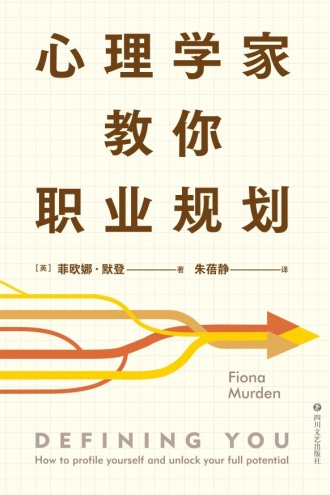 心理学家
教你
职业规划
[英] 菲欧娜·默登 著 朱蓓静 译
Fiona
Murden
四川文艺出版社
DEFINING YOU
How to profile yourself and unlock your full potential